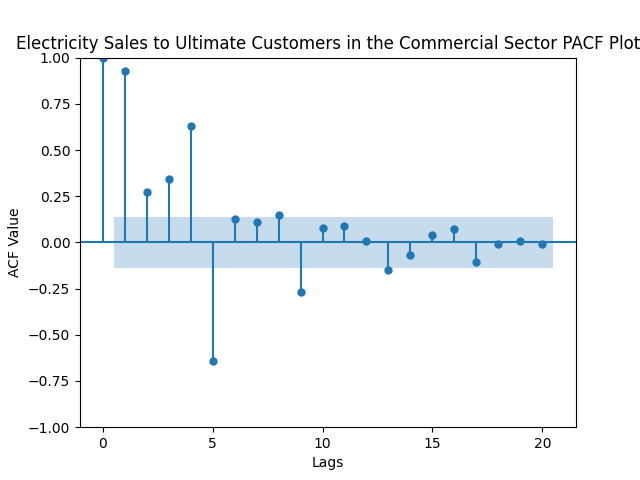 Electricity Sales to Ultimate Customers in the Commercial Sector PACF Plot
1.00
0.75
0.50
0.25
0.00
−0.25
−0.50
−0.75
−1.00
ACF Value
0 5 10 15 20
Lags